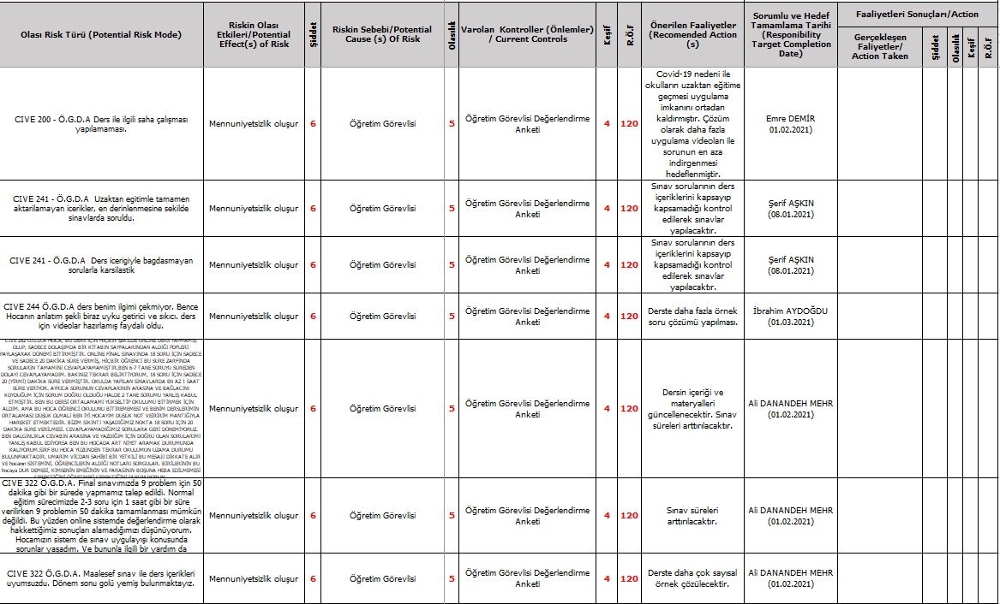 Olası Risk Türü (Potential Risk Mode)
Riskin Olası
Etkileri/Potential
Effect(s) of Risk
Şiddet
Riskin Sebebi/Potential
Cause (s) Of Risk
Olasılık
Varolan Kontroller (Önlemler)
/ Current Controls
Keşif
R.Ö.F
Önerilen Faaliyetler
(Recomended Action
(s)
Sorumlu ve Hedef
Tamamlama Tarihi
(Responibility
Target Completion
Date)
Faaliyetleri Sonuçları/Action
Gerçekleşen
Faliyetler/
Action Taken
Şiddet
Olasılık
Keşif
R.Ö.F
CIVE 200 - Ö.G.D.A Ders ile ilgili saha çalışması
yapılamaması.
Mennuniyetsizlik oluşur
6
Öğretim Görevlisi
5
Öğretim Görevlisi Değerlendirme
Anketi
4
120
Covid-19 nedeni ile
okulların uzaktan eğitime
geçmesi uygulama
imkanını ortadan
kaldırmıştır. Çözüm
olarak daha fazla
uygulama videoları ile
sorunun en aza
indirgenmesi
hedeflenmiştir.
Emre DEMİR
01.02.2021)
CIVE 241 - Ö.G.D.A Uzaktan egitimle tamamen
aktarilamayan icerikler, en derinlenmesine sekilde
sinavlarda soruldu.
Mennuniyetsizlik oluşur
6
Öğretim Görevlisi
5
Öğretim Görevlisi Değerlendirme
Anketi
4
120
Sınav sorularının ders
içeriklerini kapsayıp
kapsamadığı kontrol
edilerek sınavlar
yapılacaktır.
Şerif AŞKIN
(08.01.2021)
CIVE 241 - Ö.G.D.A Ders icerigiyle bagdasmayan
sorularla karsilastik
Mennuniyetsizlik oluşur
6
Öğretim Görevlisi
5
Öğretim Görevlisi Değerlendirme
Anketi
4
120
Sınav sorularının ders
içeriklerini kapsayıp
kapsamadığı kontrol
edilerek sınavlar
yapılacaktır.
Şerif AŞKIN
(08.01.2021)
CIVE 244 Ö.G.D.A ders benim ilgimi çekmiyor. Bence
Hocanın anlatım şekli biraz uyku getirici ve sıkıcı. ders
için videolar hazırlamış faydalı oldu.
Mennuniyetsizlik oluşur
6
Öğretim Görevlisi
5
Öğretim Görevlisi Değerlendirme
Anketi
4
120
Derste daha fazla örnek
soru çözümü yapılması.
İbrahim AYDOĞDU
(01.03.2021)
CIVE 282 Ö.G.D.A HOCA, BU DERS İÇİN HİÇBİR ŞEKİLDE ONLİNE DERS YAPMAMIŞ
OLUP, SADECE DOLAŞIMDA BİR KİTABIN SAYFALARINDAN ALDIĞI PDFLERİ
PAYLAŞARAK DÖNEMİ BİTİRMİŞTİR. ONLİNE FİNAL SINAVINDA 18 SORU İÇİN SADECE
VE SADECE 20 DAKİKA SÜRE VERMİŞ, HİÇBİR ÖĞRENCİ BU SÜRE ZARFINDA
SORULARIN TAMAMINI CEVAPLAYAMAMIŞTIR.BEN 6-7 TANE SORUYU SÜREDEN
DOLAYI CEVAPLAYAMADIM. BAKINIZ TEKRAR BELİRTİYORUM, 18 SORU İÇİN SADECE
20 (YİRMİ) DAKİKA SÜRE VERMİŞTİR. OKULDA YAPILAN SINAVLARDA EN AZ 1 SAAT
SÜRE VERİYOR. AYRICA SORUNUN CEVAPLARININ ARASINA VE BAĞLACINI
KOYDUĞUM İÇİN SORUM DOĞRU OLDUĞU HALDE 2 TANE SORUMU YANLIŞ KABUL
ETMİŞTİR. BEN BU DERSİ ORTALAMAMI YÜKSELTİP OKULUMU BİTİRMEK İÇİN
ALDIM. AMA BU HOCA ÖĞRENCİ OKULUNU BİTİREMEMESİ VE BENİM DERSLERİMİN
ORTALAMASI DÜŞÜK OLMALI BEN İYİ HOCAYIM DÜŞÜK NOT VERİRİM MANTIĞIYLA
HAREKET ETMEKTEDİR. BİZİM SIKINTI YAŞADIĞIMIZ NOKTA 18 SORU İÇİN 20
DAKİKA SÜRE VERİLMESİ. CEVAPLAYAMADIĞIMIZ SORULARA GERİ DÖNEMİYORUZ.
BEN DALGINLIKLA CEVABIN ARASINA VE YAZDIĞIM İÇİN DOĞRU OLAN SORULARIMI
YANLIŞ KABUL EDİYORSA BEN BU HOCADA ART NİYET ARAMAK DURUMUNDA
KALIYORUM.SIRF BU HOCA YÜZÜNDEN TEKRAR OKULUMUN UZAMA DURUMU
BULUNMAKTADIR. UMARIM VİCDAN SAHİBİ BİR YETKİLİ BU MESAJI DİKKATE ALIR
VE hocanın SİSTEMİNİ, ÖĞRENCİLERİN ALDIĞI NOTLARI SORGULAR. BİRİLERİNİN BU
hocaya DUR DEMESİ, KİMSENİN EMEĞİNİN VE PARASININ BOŞUNA HEBA EDİLMEMESİ
GEREKTİĞİNİ ÖĞRETMESİ GEREKTİĞİNİ DÜŞÜNÜYORUM
Mennuniyetsizlik oluşur
6
Öğretim Görevlisi
5
Öğretim Görevlisi Değerlendirme
Anketi
4
120
Dersin içeriği ve
materyalleri
güncellenecektir. Sınav
süreleri arttırılacaktır.
Ali DANANDEH MEHR
(01.02.2021)
CIVE 322 Ö.G.D.A. Final sınavımızda 9 problem için 50
dakika gibi bir sürede yapmamız talep edildi. Normal
eğitim sürecimizde 2-3 soru için 1 saat gibi bir süre
verilirken 9 problemin 50 dakika tamamlanması mümkün
değildi. Bu yüzden online sistemde değerlendirme olarak
hakkettiğimiz sonuçları alamadığımızı düşünüyorum.
Hocamızın sistem de sınav uygulayışı konusunda
sorunlar yaşadım. Ve bununla ilgili bir yardım da
Mennuniyetsizlik oluşur
6
Öğretim Görevlisi
5
Öğretim Görevlisi Değerlendirme
Anketi
4
120
Sınav süreleri
arttırılacaktır.
Ali DANANDEH MEHR
(01.02.2021)
CIVE 322 Ö.G.D.A. Maalesef sınav ile ders içerikleri
uyumsuzdu. Dönem sonu golü yemiş bulunmaktayız.
Mennuniyetsizlik oluşur
6
Öğretim Görevlisi
5
Öğretim Görevlisi Değerlendirme
Anketi
4
120
Derste daha çok sayısal
örnek çözülecektir.
Ali DANANDEH MEHR
(01.02.2021)